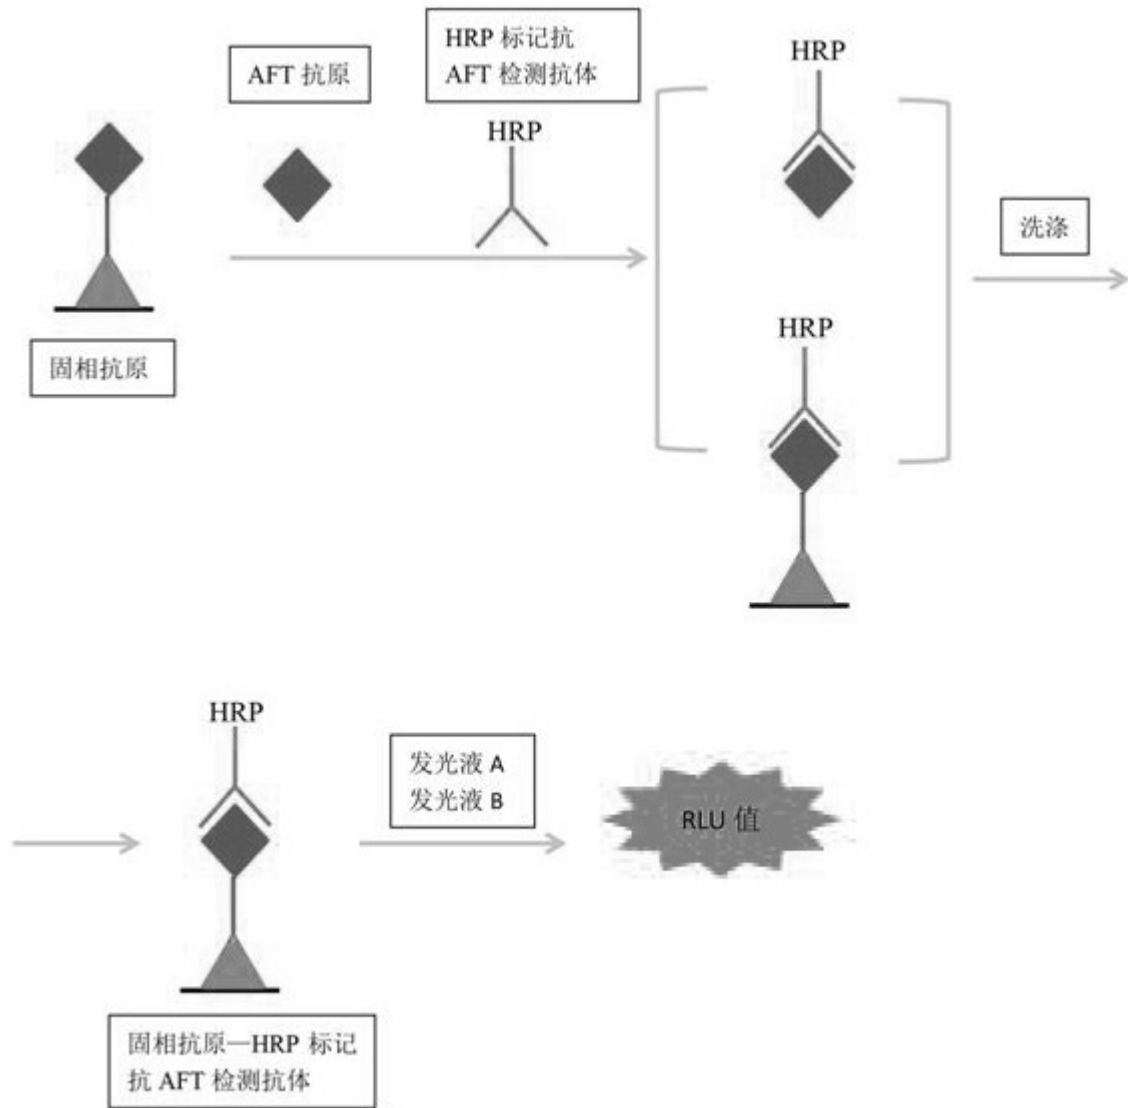 HRP 标记抗
AFT 检测抗体
AFT 抗原
HRP
HRP
洗涤
固相抗原
HRP
HRP
发光液 A
发光液 B
RLU 值
固相抗原—HRP 标记
抗 AFT 检测抗体